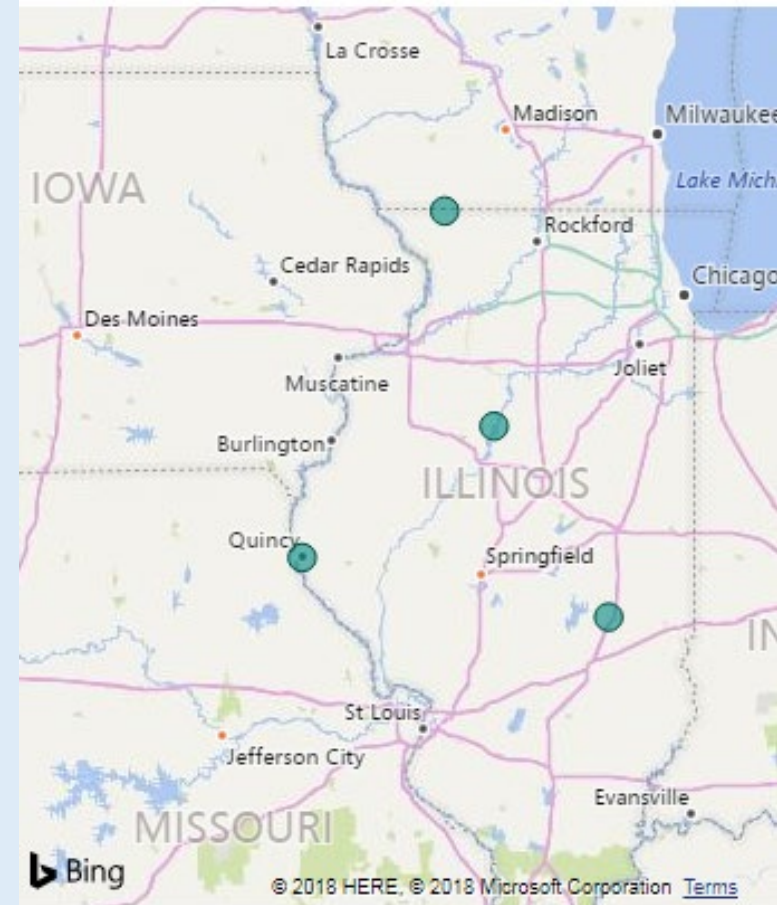 La Crosse
Madison
Milwaukee
IOWA
Lake Mich
Rockford
Cedar Rapids
Chicago
Des Moines
Joliet
Muscatine
Burlington
ILLINOIS
Quincy
Springfield
IN
St Louis
Jefferson City
Evansville
MISSOURI
Bing
© 2018 HERE, © 2018 Microsoft Corporation Terms